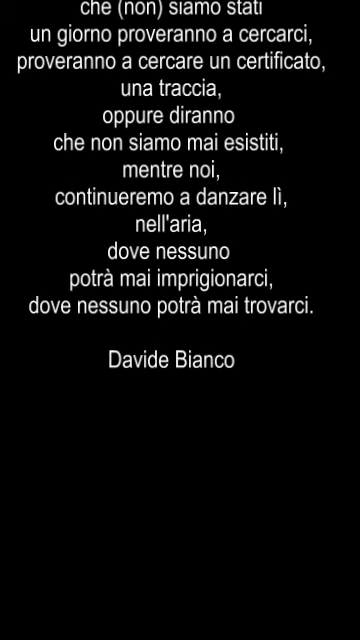 che (non) siamo stati
un giorno proveranno a cercarci,
proveranno a cercare un certificato,
una traccia,
oppure diranno
che non siamo mai esistiti,
mentre noi,
continueremo a danzare lì,
nell'aria,
dove nessuno
potrà mai imprigionarci,
dove nessuno potrà mai trovarci.
Davide Bianco